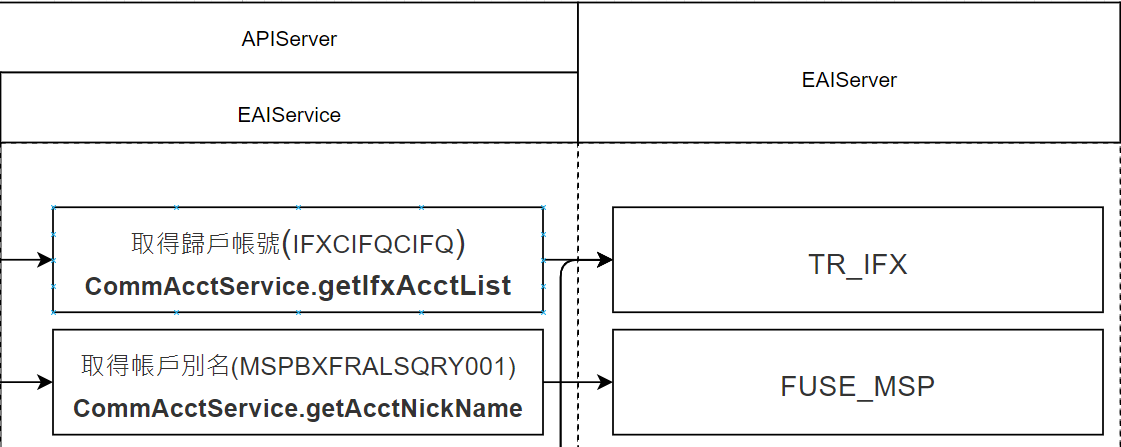 APIServer
EAIServer
EAIService
取得歸戶帳號(IFXCIFQCIFQ)
CommAcctService.getIfxAcctList
TR_IFX
取得帳戶別名(MSPBXFRALSQRY001)
CommAcctService.getAcctNickName
FUSE_MSP